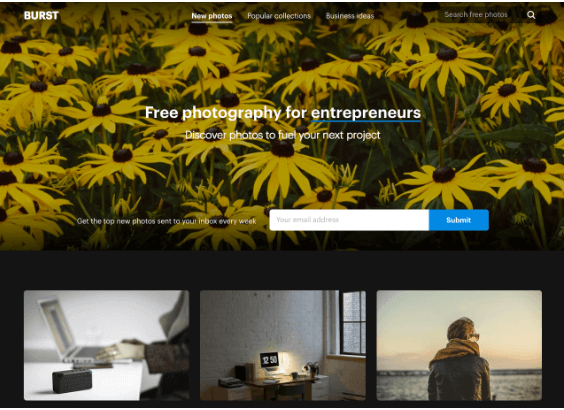 BURST
New photos
Popular collections
Business ideas
Search free photos
Free photography for entrepreneurs
Discover photos to fuel your next project
Get the top new photos sent to your inbox every week
Your email address
Submit
12 50